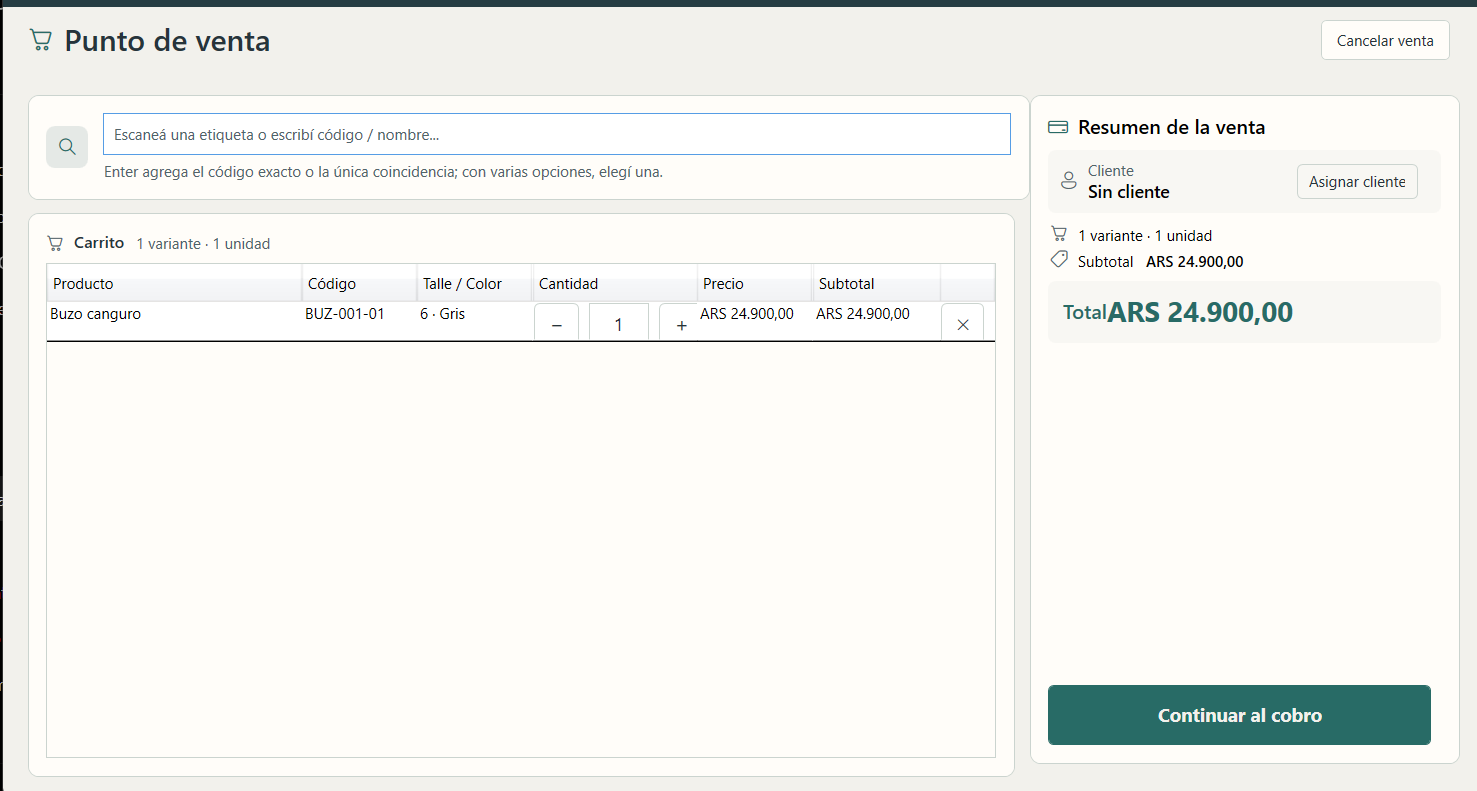 Punto de venta
Cancelar venta
Escaneá una etiqueta o escribí código / nombre...
Enter agrega el código exacto o la única coincidencia; con varias opciones, elegí una.
Carrito 1 variante · 1 unidad
Producto Código Talle / Color Cantidad Precio Subtotal
Buzo canguro BUZ-001-01 6 · Gris − 1 + ARS 24.900,00 ARS 24.900,00 ×
Resumen de la venta
Cliente
Sin cliente
Asignar cliente
1 variante · 1 unidad
Subtotal ARS 24.900,00
Total ARS 24.900,00
Continuar al cobro